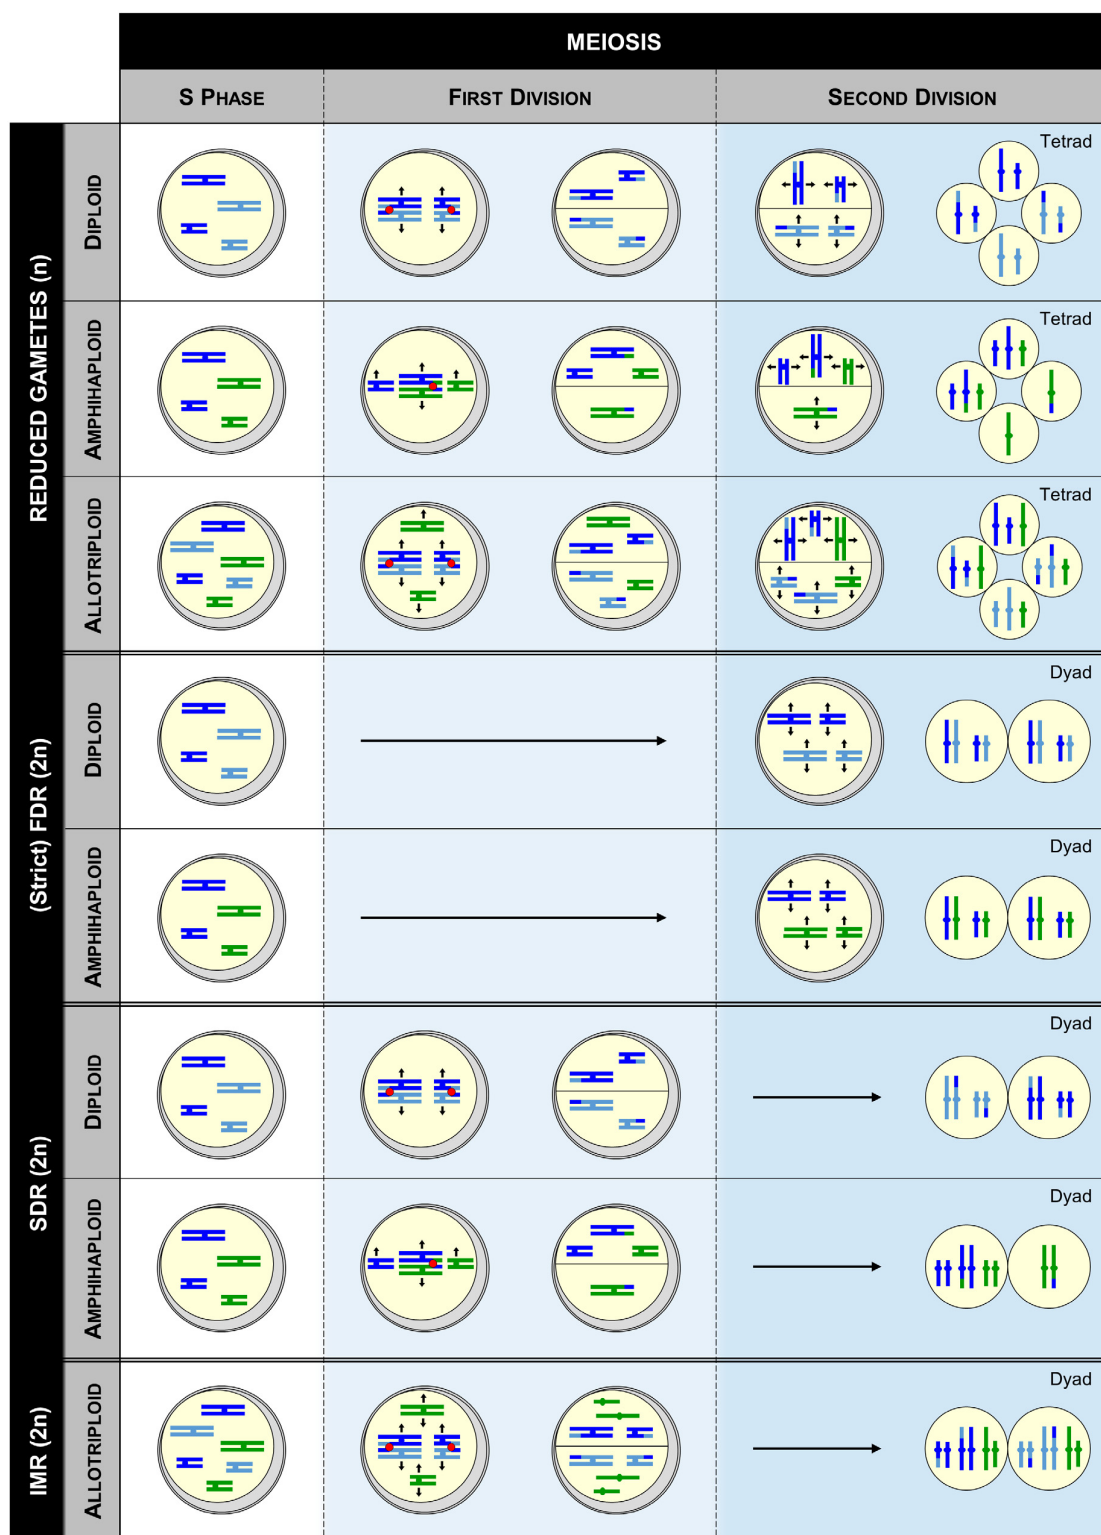 MEIOSIS
S PHASE
FIRST DIVISION
SECOND DIVISION
REDUCED GAMETES (n)
DIPLOID
Tetrad
AMPHIHAPLOID
Tetrad
ALLOTRIPLOID
Tetrad
(Strict) FDR (2n)
DIPLOID
Dyad
AMPHIHAPLOID
Dyad
SDR (2n)
DIPLOID
Dyad
AMPHIHAPLOID
Dyad
IMR (2n)
ALLOTRIPLOID
Dyad